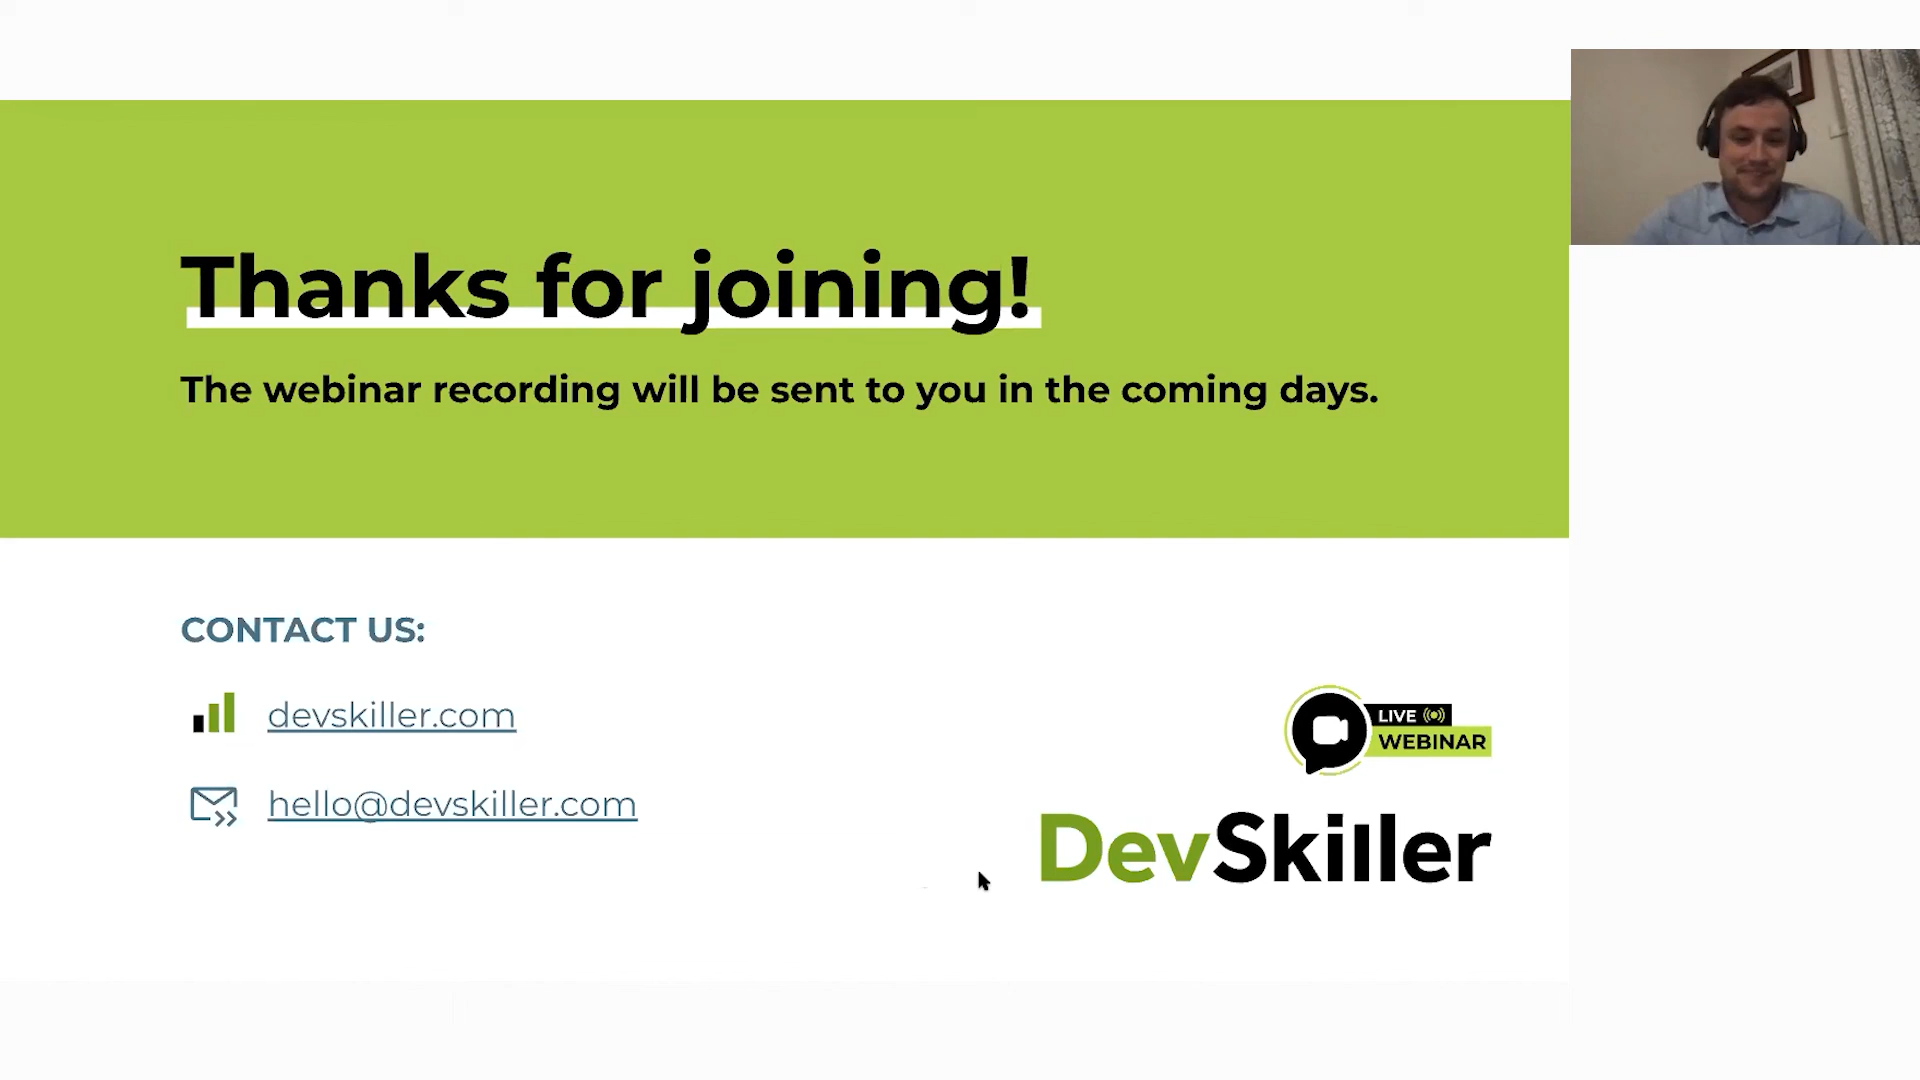 Thanks for joining!
The webinar recording will be sent to you in the coming days.
CONTACT US:
devskiller.com
hello@devskiller.com
LIVE
WEBINAR
DevSkiller